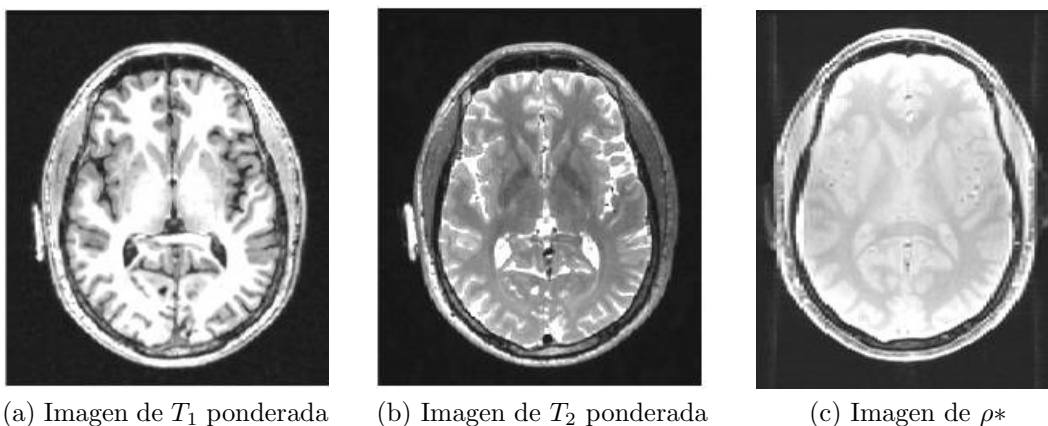 (a) Imagen de T₁ ponderada
(b) Imagen de T₂ ponderada
(c) Imagen de ρ∗